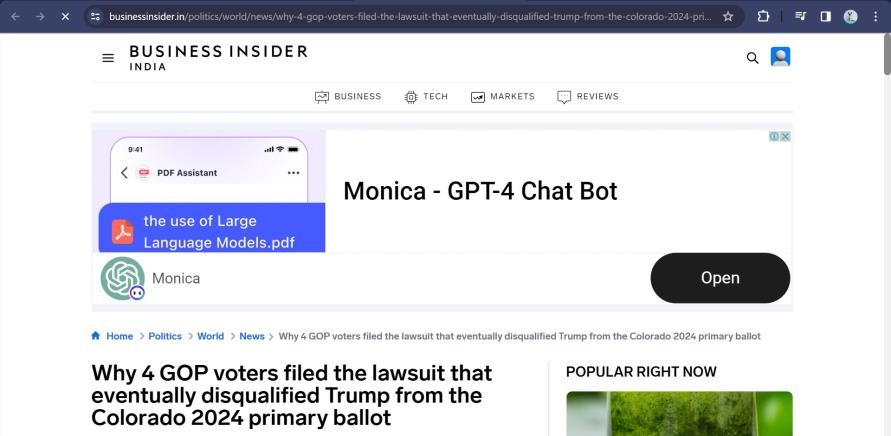 businessinsider.in/politics/world/news/why-4-gop-voters-filed-the-lawsuit-that-eventually-disqualified-trump-from-the-colorado-2024-pri...
BUSINESS INSIDER
INDIA
BUSINESS TECH MARKETS REVIEWS
9:41
PDF Assistant
the use of Large
Language Models.pdf
Monica - GPT-4 Chat Bot
Monica
Open
Home > Politics > World > News > Why 4 GOP voters filed the lawsuit that eventually disqualified Trump from the Colorado 2024 primary ballot
Why 4 GOP voters filed the lawsuit that
eventually disqualified Trump from the
Colorado 2024 primary ballot
POPULAR RIGHT NOW